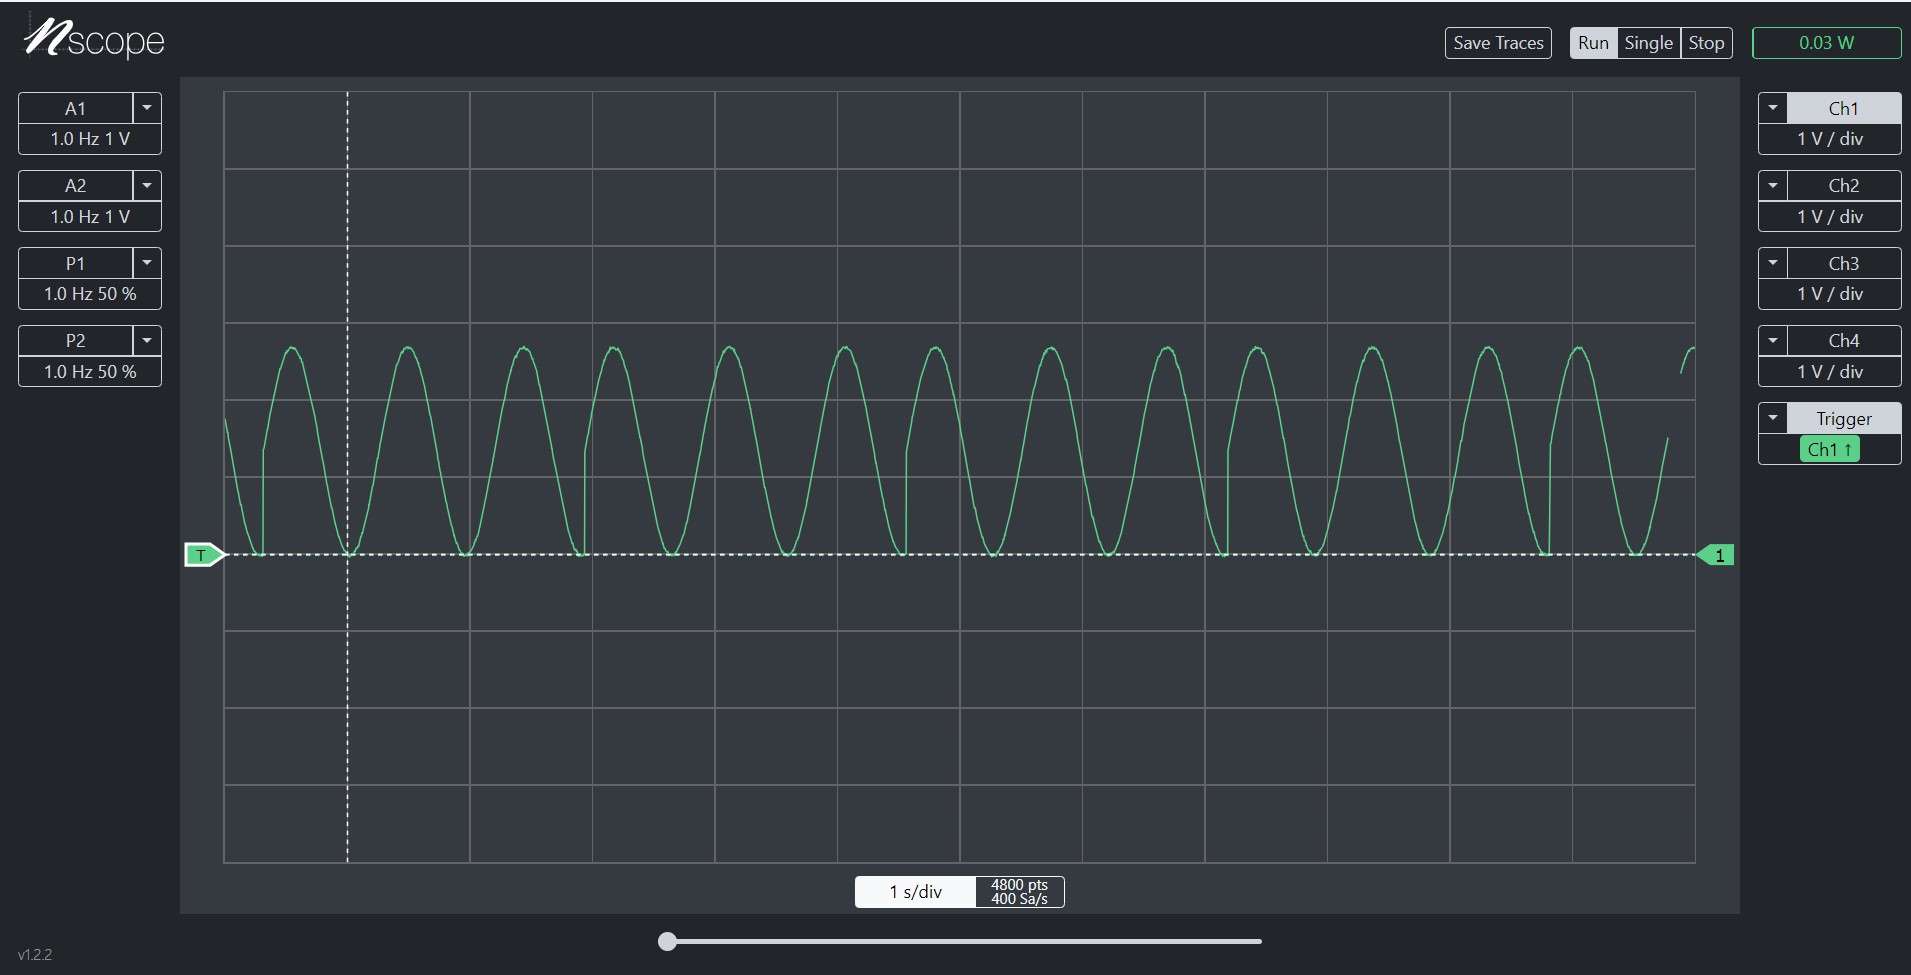 nscope
Save Traces
Run
Single
Stop
0.03 W
A1
1.0 Hz 1 V
A2
1.0 Hz 1 V
P1
1.0 Hz 50 %
P2
1.0 Hz 50 %
T
1
Ch1
1 V / div
Ch2
1 V / div
Ch3
1 V / div
Ch4
1 V / div
Trigger
Ch1 ↑
1 s/div
4800 pts
400 Sa/s
v1.2.2